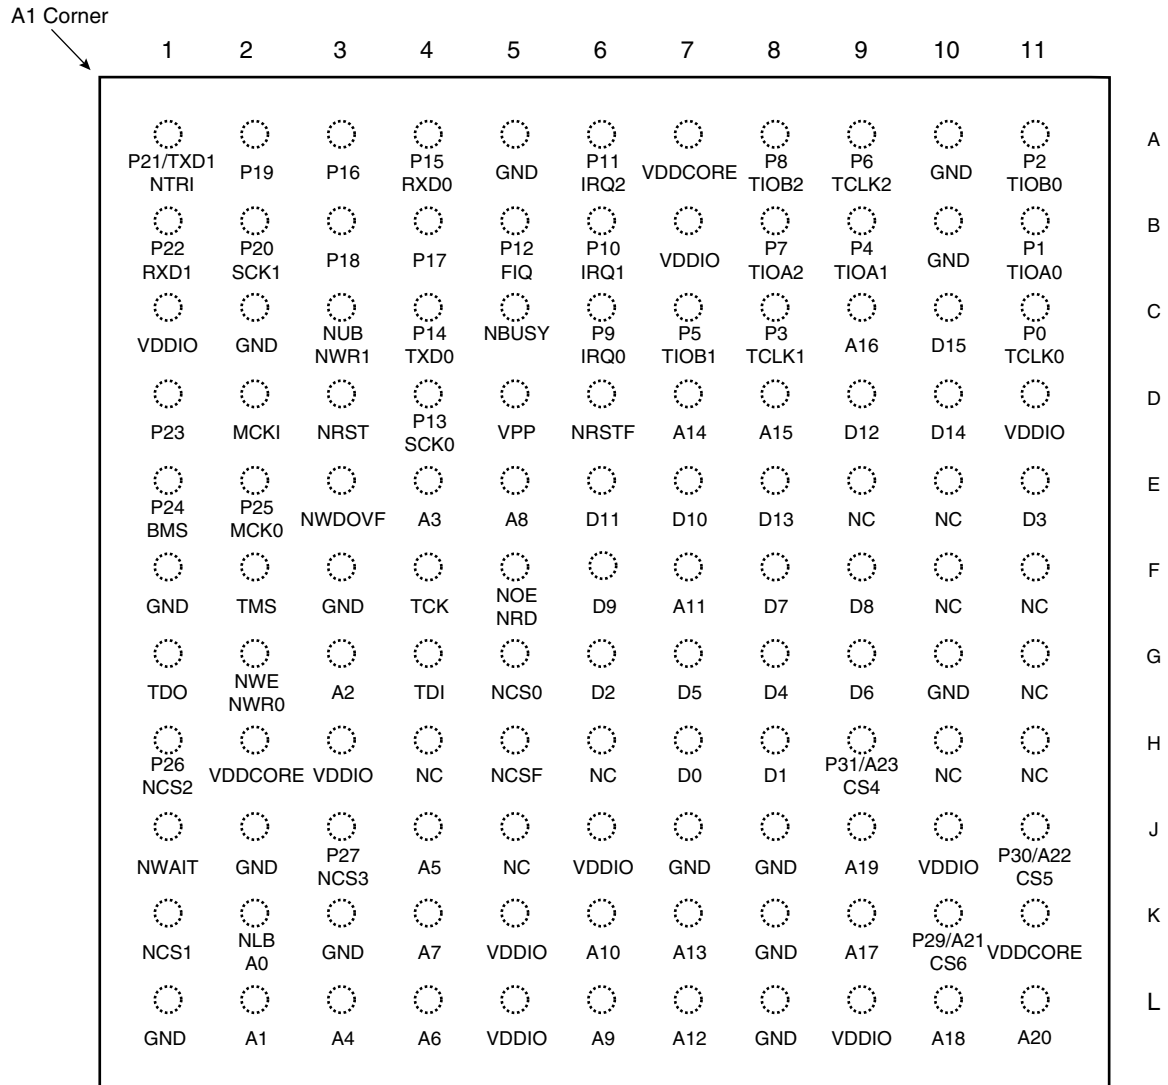 A1 Corner
1 2 3 4 5 6 7 8 9 10 11
A
P21/TXD1 P19 P16 P15 GND P11 VDDCORE P8 P6 GND P2
NTRI RXD0 IRQ2 TIOB2 TCLK2 TIOB0
B
P22 P20 P18 P17 P12 P10 VDDIO P7 P4 GND P1
RXD1 SCK1 FIQ IRQ1 TIOA2 TIOA1 TIOA0
C
VDDIO GND NUB P14 NBUSY P9 P5 P3 A16 D15 P0
NWR1 TXD0 IRQ0 TIOB1 TCLK1 TCLK0
D
P23 MCKI NRST P13 VPP NRSTF A14 A15 D12 D14 VDDIO
SCK0
E
P24 P25 NWDOVF A3 A8 D11 D10 D13 NC NC D3
BMS MCK0
F
GND TMS GND TCK NOE D9 A11 D7 D8 NC NC
NRD
G
TDO NWE A2 TDI NCS0 D2 D5 D4 D6 GND NC
NWR0
H
P26 VDDCORE VDDIO NC NCSF NC D0 D1 P31/A23 NC NC
NCS2 CS4
J
NWAIT GND P27 A5 NC VDDIO GND GND A19 VDDIO P30/A22
NCS3 CS5
K
NCS1 NLB GND A7 VDDIO A10 A13 GND A17 P29/A21 VDDCORE
A0 CS6
L
GND A1 A4 A6 VDDIO A9 A12 GND VDDIO A18 A20